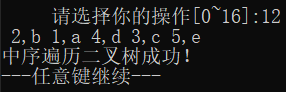 请选择你的操作[0~16]:12
2,b 1,a 4,d 3,c 5,e
中序遍历二叉树成功!
---任意键继续---